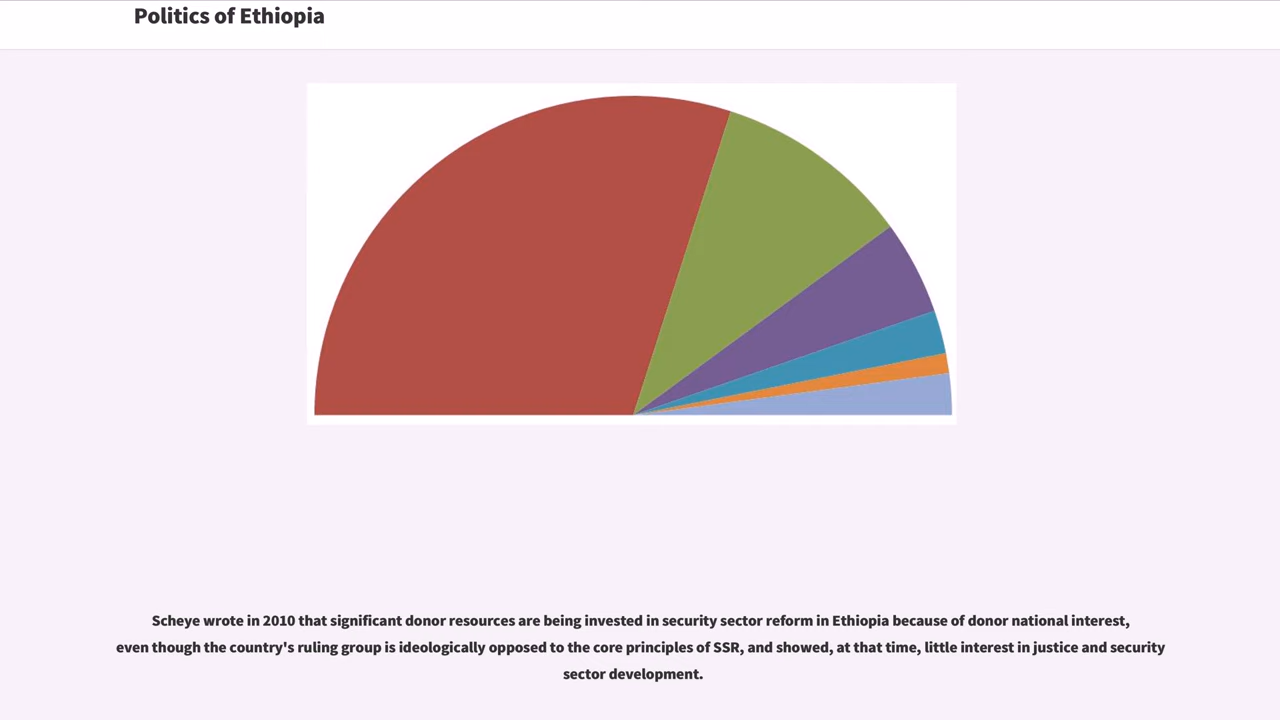 Politics of Ethiopia
Scheye wrote in 2010 that significant donor resources are being invested in security sector reform in Ethiopia because of donor national interest,
even though the country's ruling group is ideologically opposed to the core principles of SSR, and showed, at that time, little interest in justice and security
sector development.